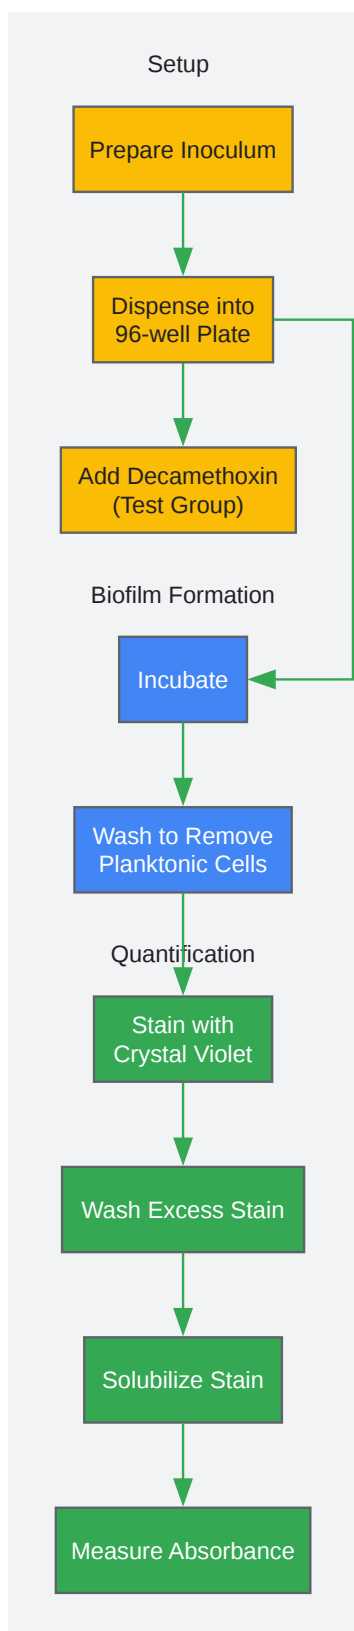 Setup
Prepare Inoculum
Dispense into
96-well Plate
Add Decamethoxin
(Test Group)
Biofilm Formation
Incubate
Wash to Remove
Planktonic Cells
Quantification
Stain with
Crystal Violet
Wash Excess Stain
Solubilize Stain
Measure Absorbance